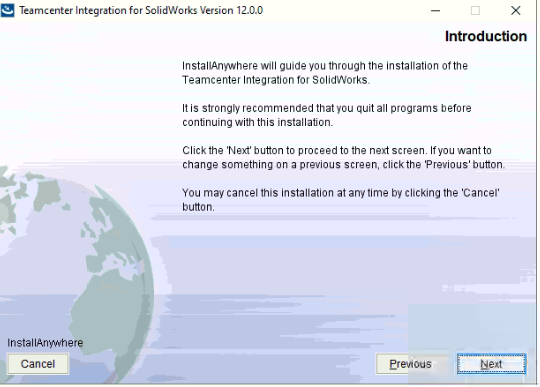 Teamcenter Integration for SolidWorks Version 12.0.0
Introduction
InstallAnywhere will guide you through the installation of the
Teamcenter Integration for SolidWorks.
It is strongly recommended that you quit all programs before
continuing with this installation.
Click the 'Next' button to proceed to the next screen. If you want to
change something on a previous screen, click the 'Previous' button.
You may cancel this installation at any time by clicking the 'Cancel'
button.
InstallAnywhere
Cancel
Previous
Next